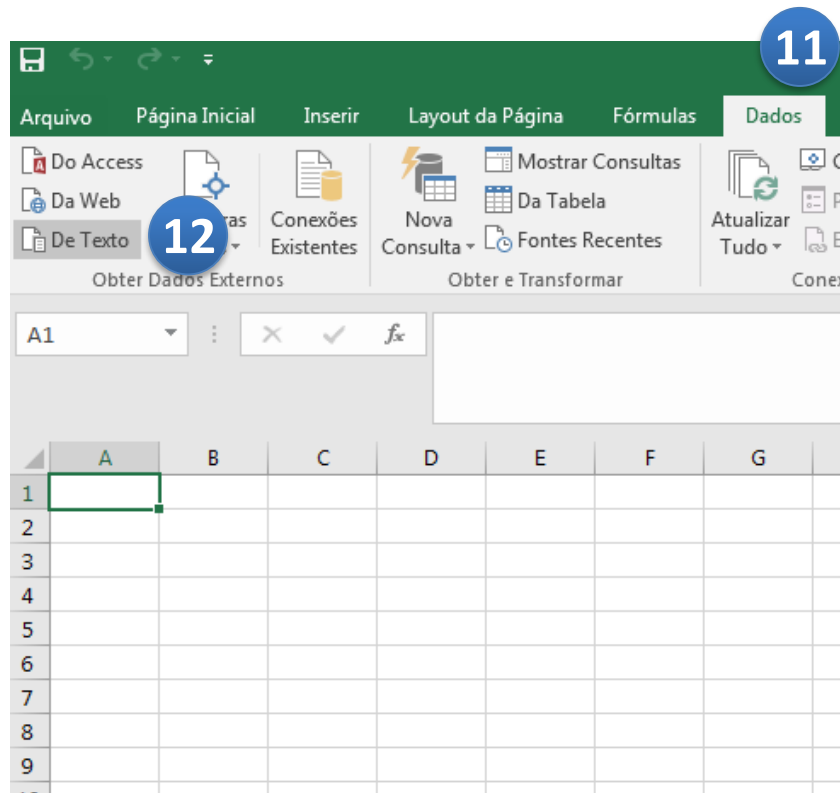 11
Arquivo Página Inicial Inserir Layout da Página Fórmulas Dados
Do Access
Da Web
De Texto
12
Conexões
Existentes
Nova
Consulta
Mostrar Consultas
Da Tabela
Fontes Recentes
Atualizar
Tudo
Obter Dados Externos Obter e Transformar
A1 fx
A B C D E F G
1
2
3
4
5
6
7
8
9